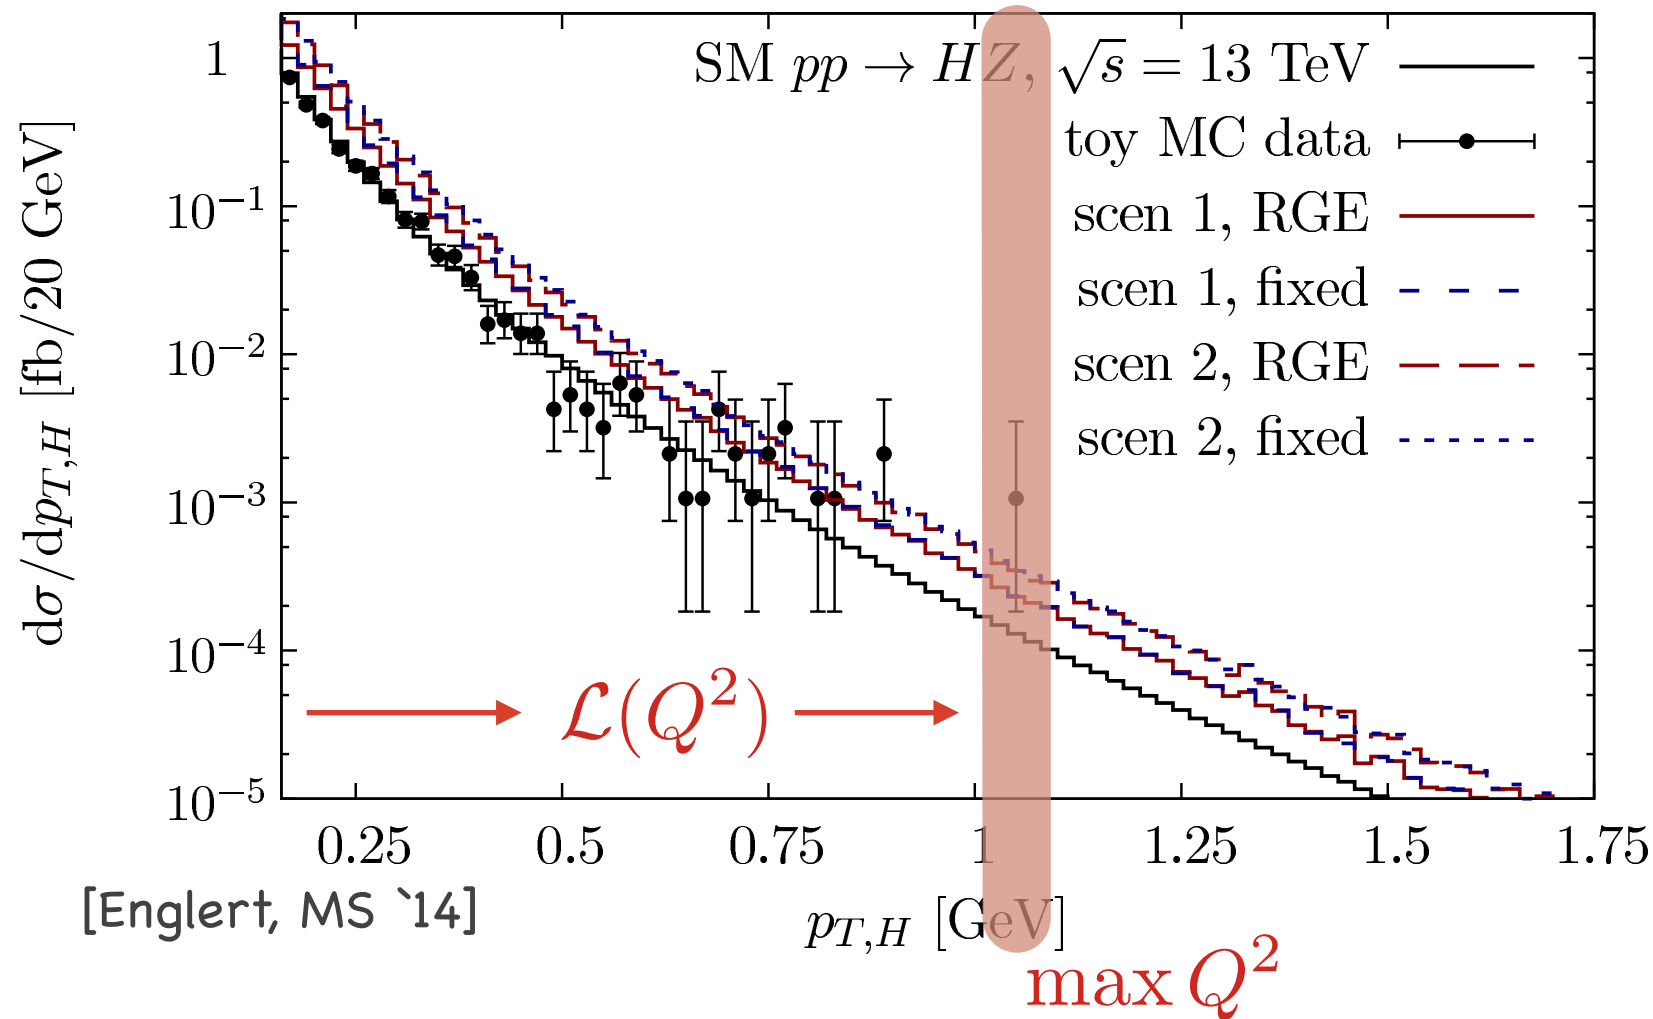 SM pp → HZ, √s = 13 TeV
toy MC data
scen 1, RGE
scen 1, fixed
scen 2, RGE
scen 2, fixed
dσ/dp_{T,H} [fb/20 GeV]
1
10^{−1}
10^{−2}
10^{−3}
10^{−4}
10^{−5}
ℒ(Q²)
0.25 0.5 0.75 1 1.25 1.5 1.75
[Englert, MS `14]
p_{T,H} [GeV]
max Q²